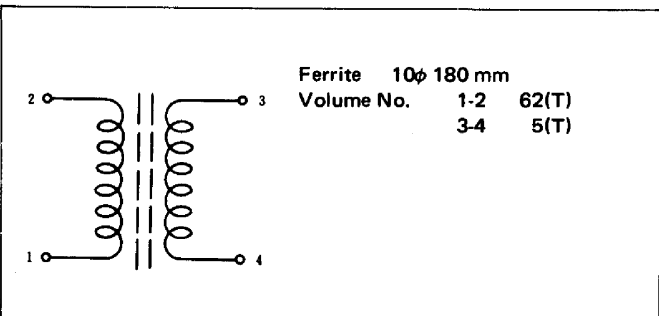 Ferrite 10φ 180 mm
Volume No. 1-2 62(T)
3-4 5(T)
2 3
1 4